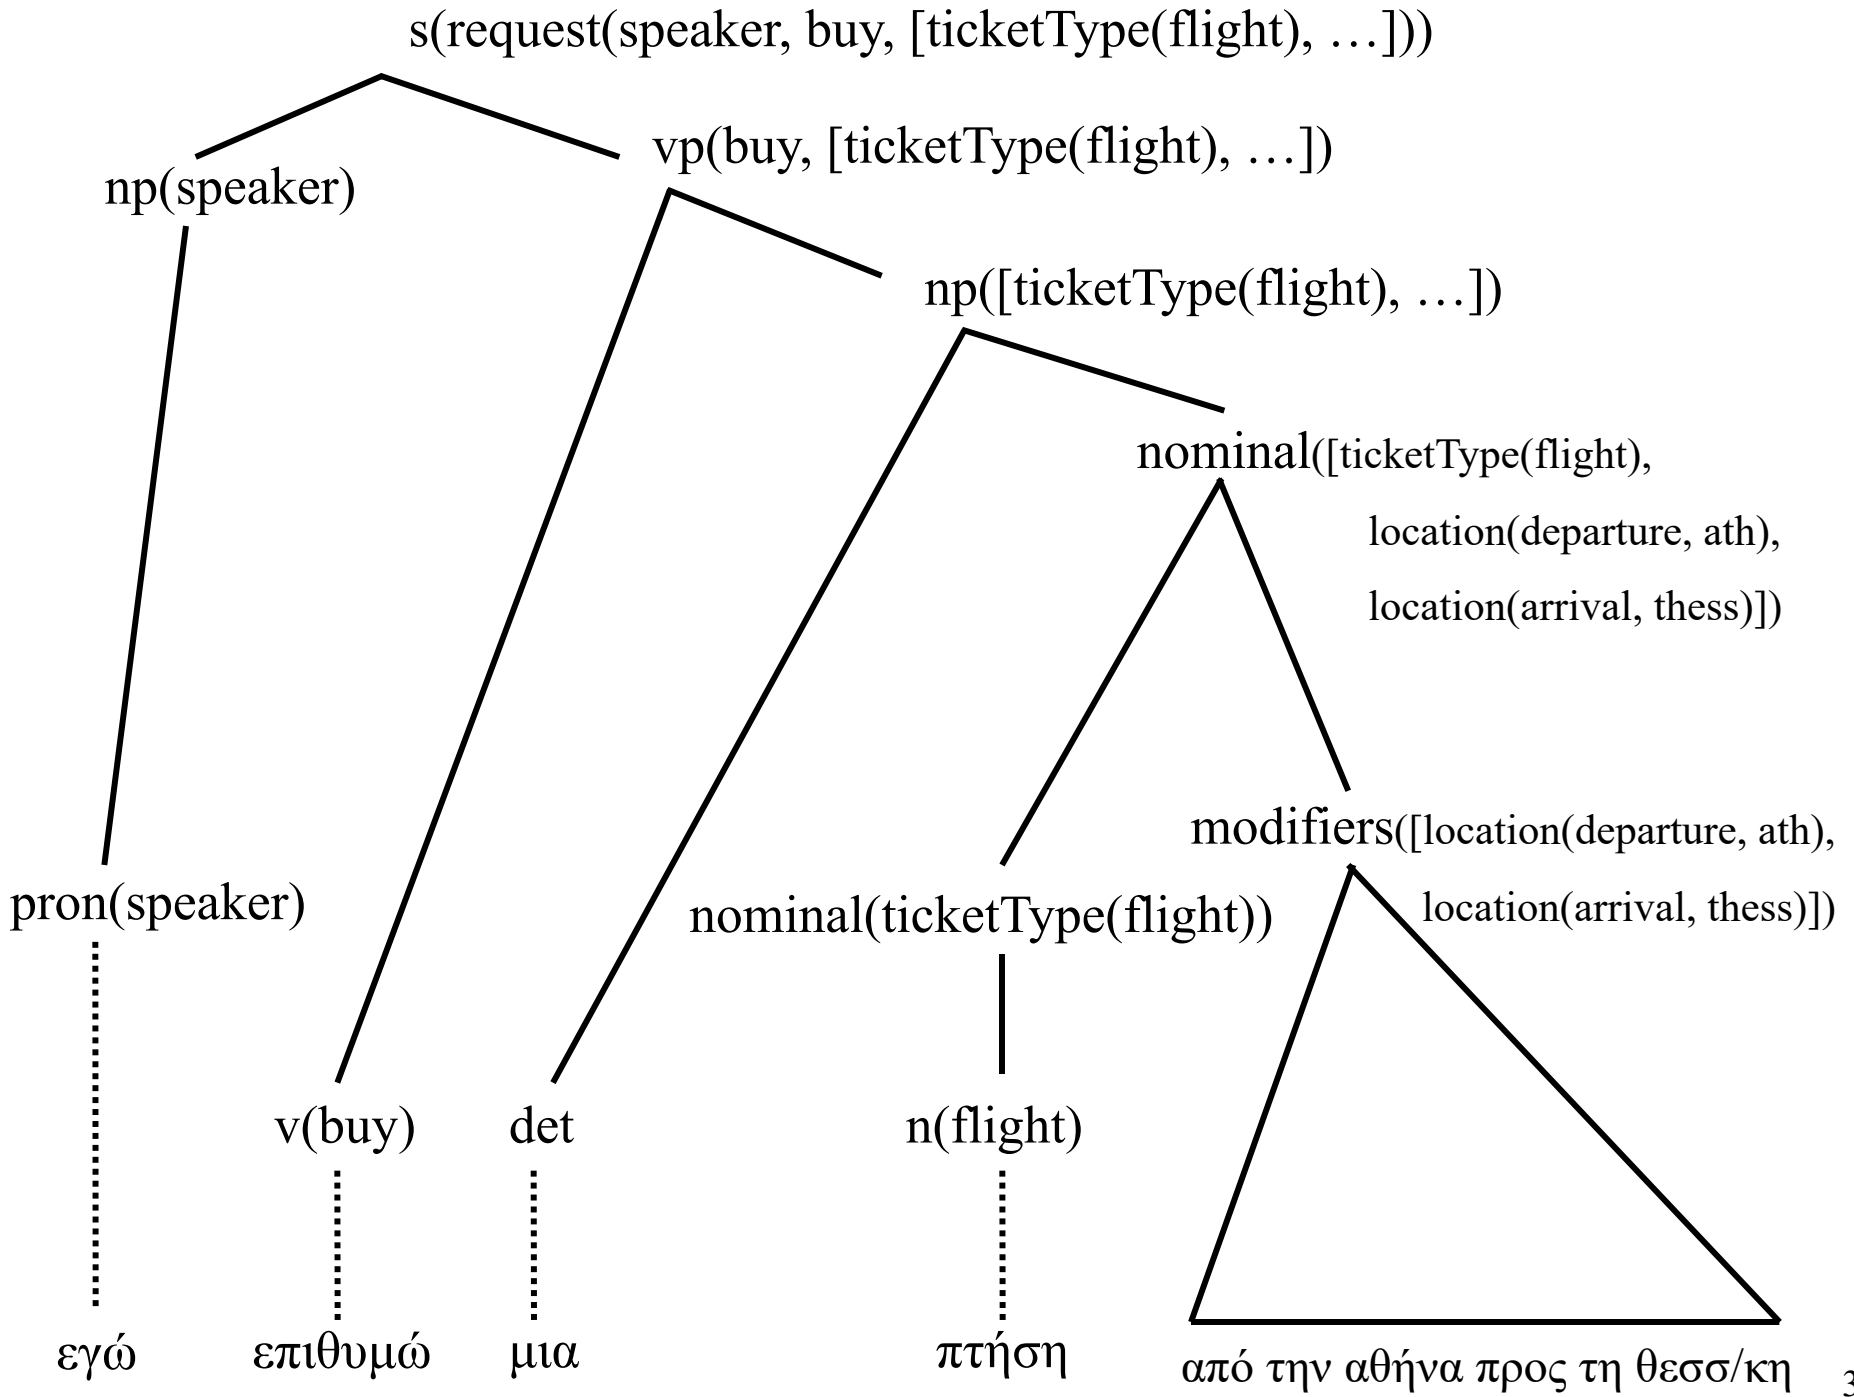 s(request(speaker, buy, [ticketType(flight), …]))
vp(buy, [ticketType(flight), …])
np(speaker)
np([ticketType(flight), …])
nominal([ticketType(flight),
location(departure, ath),
location(arrival, thess)])
modifiers([location(departure, ath),
location(arrival, thess)])
pron(speaker)
nominal(ticketType(flight))
v(buy)
det
n(flight)
εγώ
επιθυμώ
μια
πτήση
από την αθήνα προς τη θεσσ/κη